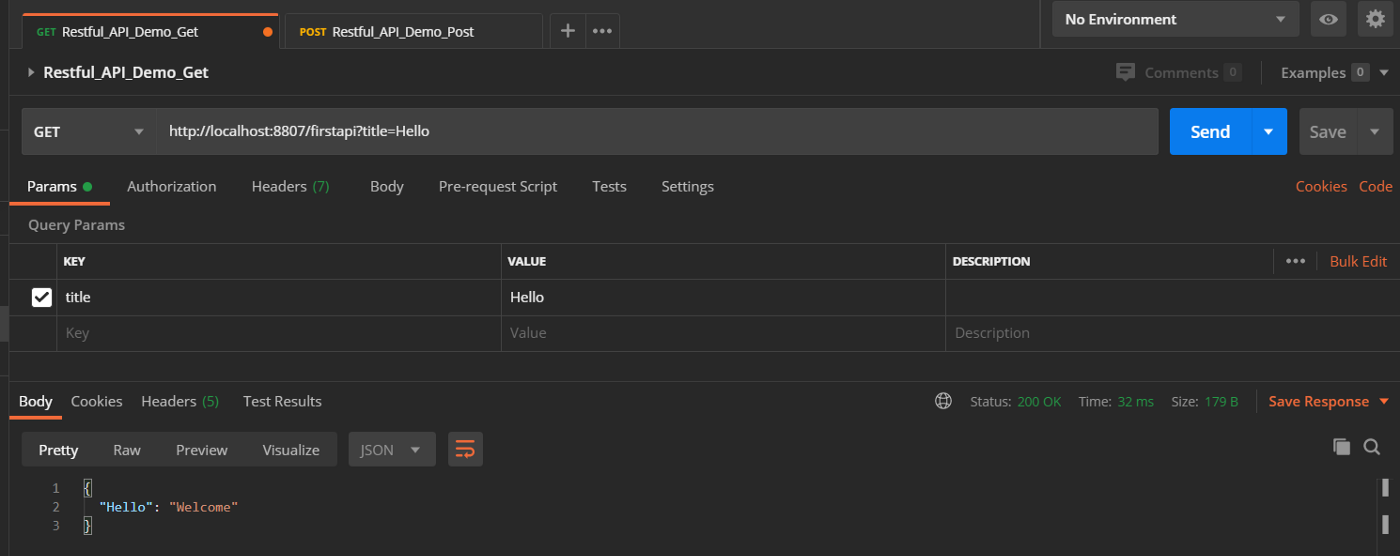 GET Restful_API_Demo_Get POST Restful_API_Demo_Post + ••• No Environment
Restful_API_Demo_Get Comments 0 Examples 0
GET http://localhost:8807/firstapi?title=Hello Send Save
Params Authorization Headers (7) Body Pre-request Script Tests Settings Cookies Code
Query Params
KEY VALUE DESCRIPTION ••• Bulk Edit
title Hello
Key Value Description
Body Cookies Headers (5) Test Results Status: 200 OK Time: 32 ms Size: 179 B Save Response
Pretty Raw Preview Visualize JSON
1 {
2 "Hello": "Welcome"
3 }